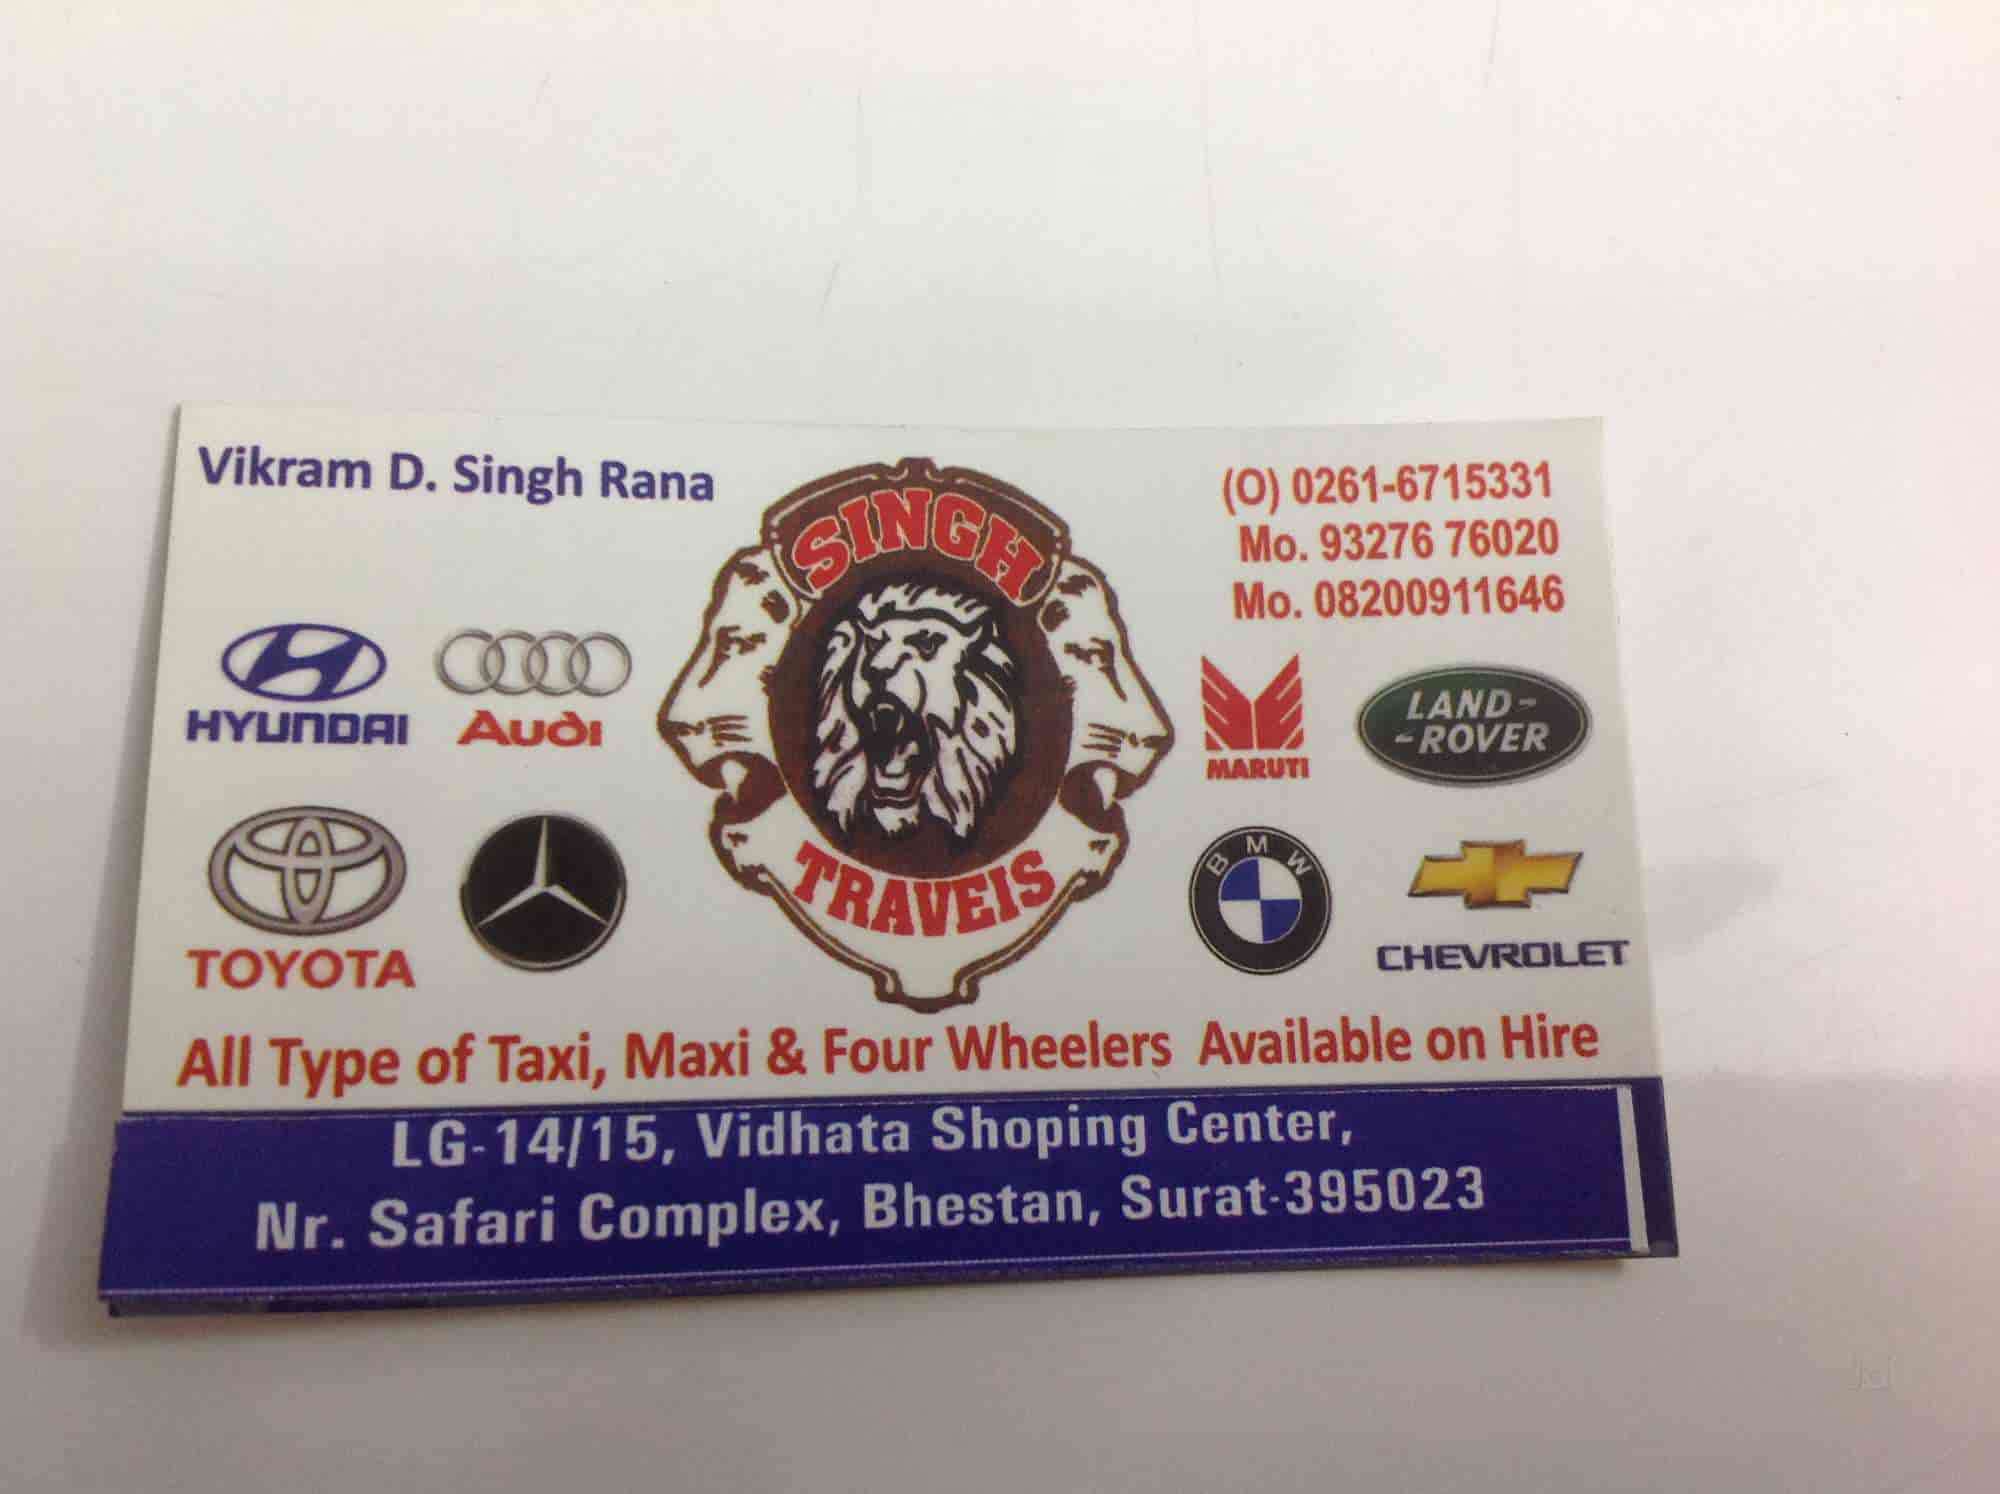 Vikram D. Singh Rana
(O) 0261-6715331
Mo. 93276 76020
Mo. 08200911646
SINGH
TRAVEIS
HYUNDAI
Audi
MARUTI
LAND-
-ROVER
TOYOTA
BMW
CHEVROLET
All Type of Taxi, Maxi & Four Wheelers Available on Hire
LG-14/15, Vidhata Shoping Center,
Nr. Safari Complex, Bhestan, Surat-395023